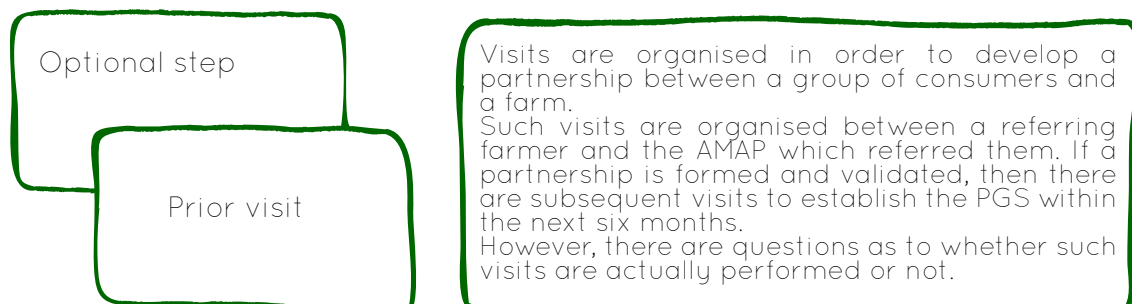 Optional step
Prior visit
Visits are organised in order to develop a
partnership between a group of consumers and
a farm.
Such visits are organised between a referring
farmer and the AMAP which referred them. If a
partnership is formed and validated, then there
are subsequent visits to establish the PGS within
the next six months.
However, there are questions as to whether such
visits are actually performed or not.